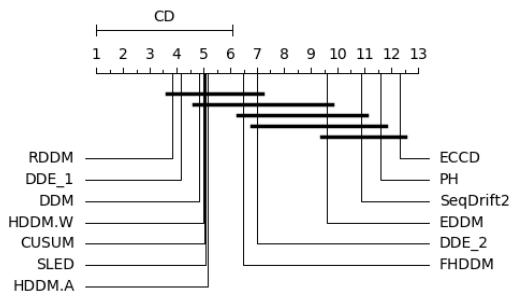 CD
1 2 3 4 5 6 7 8 9 10 11 12 13
RDDM ECCD
DDE_1 PH
DDM SeqDrift2
HDDM.W EDDM
CUSUM DDE_2
SLED FHDDM
HDDM.A